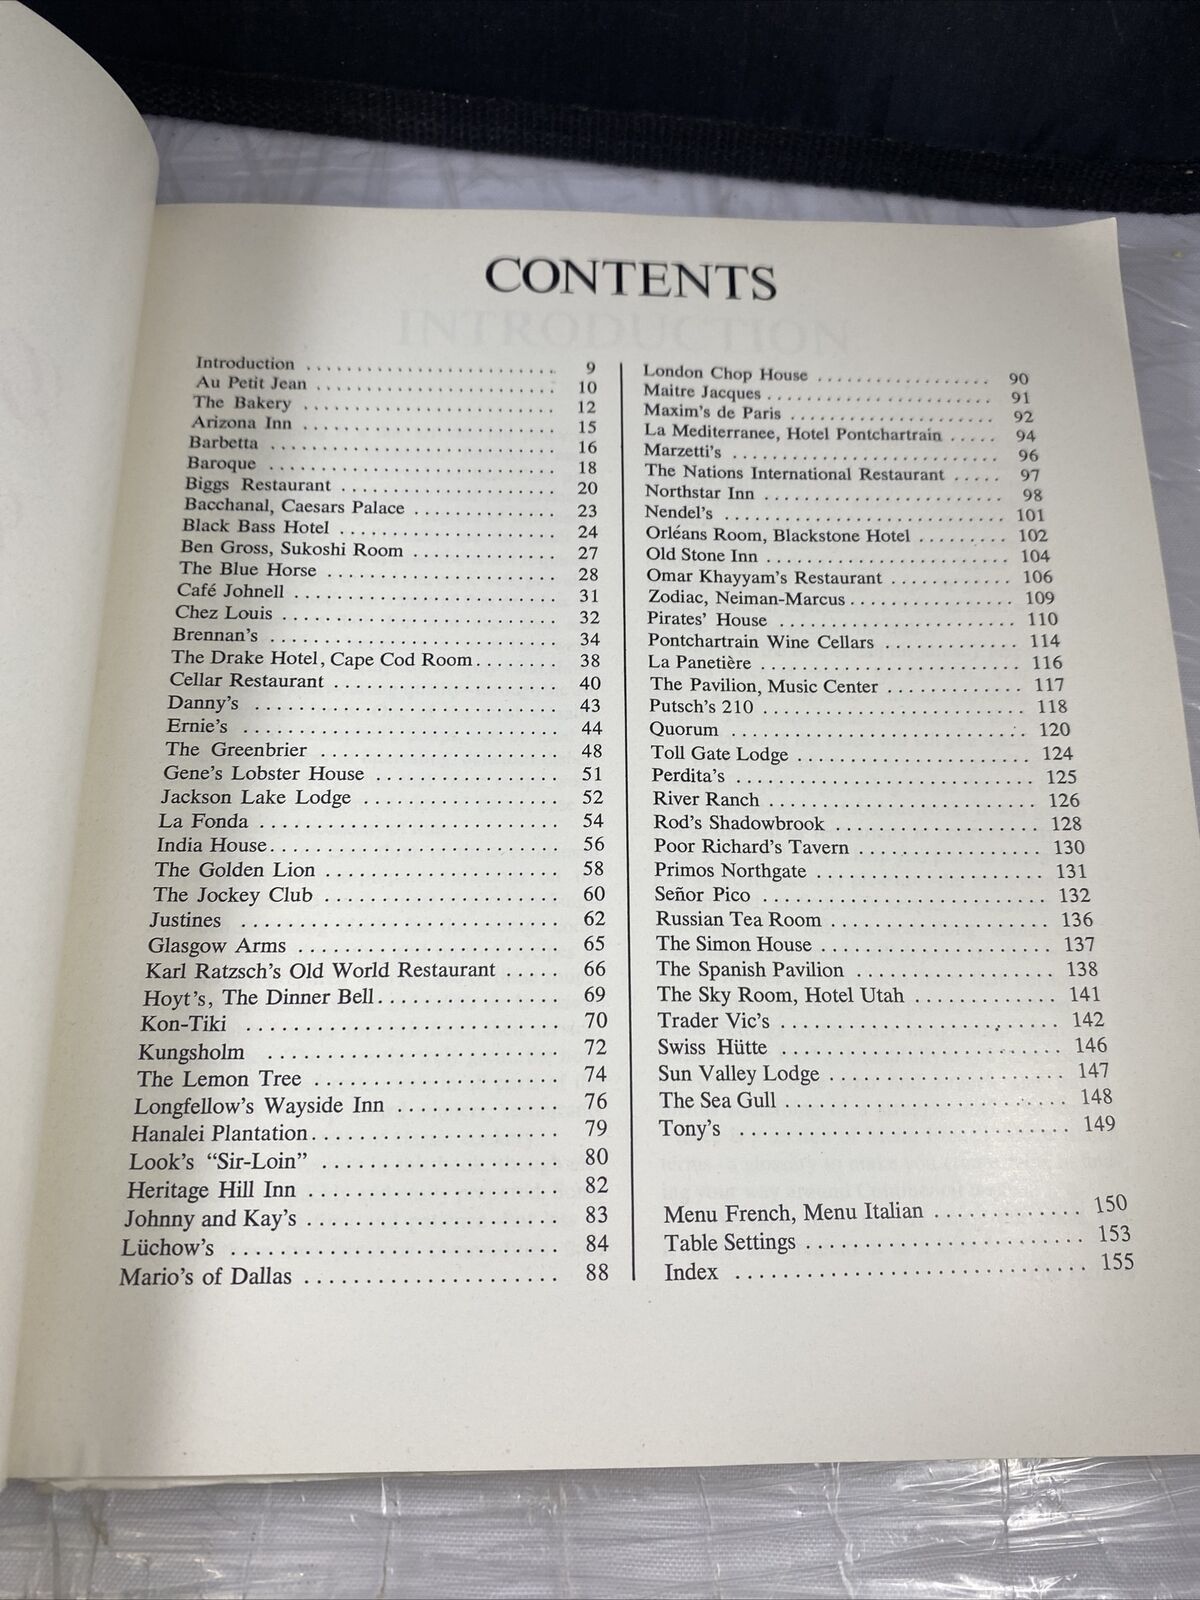 CONTENTS
Introduction 9
Au Petit Jean 10
The Bakery 12
Arizona Inn 15
Barbetta 16
Baroque 18
Biggs Restaurant 20
Bacchanal, Caesars Palace 23
Black Bass Hotel 24
Ben Gross, Sukoshi Room 27
The Blue Horse 28
Café Johnell 31
Chez Louis 32
Brennan's 34
The Drake Hotel, Cape Cod Room 38
Cellar Restaurant 40
Danny's 43
Ernie's 44
The Greenbrier 48
Gene's Lobster House 51
Jackson Lake Lodge 52
La Fonda 54
India House 56
The Golden Lion 58
The Jockey Club 60
Justines 62
Glasgow Arms 65
Karl Ratzsch's Old World Restaurant 66
Hoyt's, The Dinner Bell 69
Kon-Tiki 70
Kungsholm 72
The Lemon Tree 74
Longfellow's Wayside Inn 76
Hanalei Plantation 79
Look's “Sir-Loin” 80
Heritage Hill Inn 82
Johnny and Kay's 83
Lüchow's 84
Mario's of Dallas 88
London Chop House 90
Maitre Jacques 91
Maxim's de Paris 92
La Mediterranee, Hotel Pontchartrain 94
Marzetti's 96
The Nations International Restaurant 97
Northstar Inn 98
Nendel's 101
Orléans Room, Blackstone Hotel 102
Old Stone Inn 104
Omar Khayyam's Restaurant 106
Zodiac, Neiman-Marcus 109
Pirates' House 110
Pontchartrain Wine Cellars 114
La Panetière 116
The Pavilion, Music Center 117
Putsch's 210 118
Quorum 120
Toll Gate Lodge 124
Perdita's 125
River Ranch 126
Rod's Shadowbrook 128
Poor Richard's Tavern 130
Primos Northgate 131
Señor Pico 132
Russian Tea Room 136
The Simon House 137
The Spanish Pavilion 138
The Sky Room, Hotel Utah 141
Trader Vic's 142
Swiss Hütte 146
Sun Valley Lodge 147
The Sea Gull 148
Tony's 149
Menu French, Menu Italian 150
Table Settings 153
Index 155